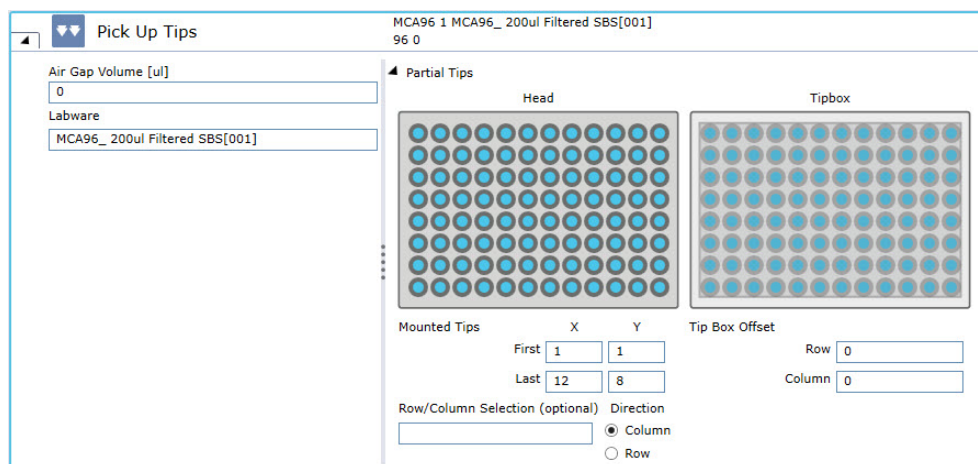 Pick Up Tips
MCA96 1 MCA96_ 200ul Filtered SBS[001]
96 0
Air Gap Volume [ul]
0
Labware
MCA96_ 200ul Filtered SBS[001]
Partial Tips
Head
Tipbox
Mounted Tips X Y
First 1 1
Last 12 8
Row/Column Selection (optional) Direction
Column
Row
Tip Box Offset
Row 0
Column 0